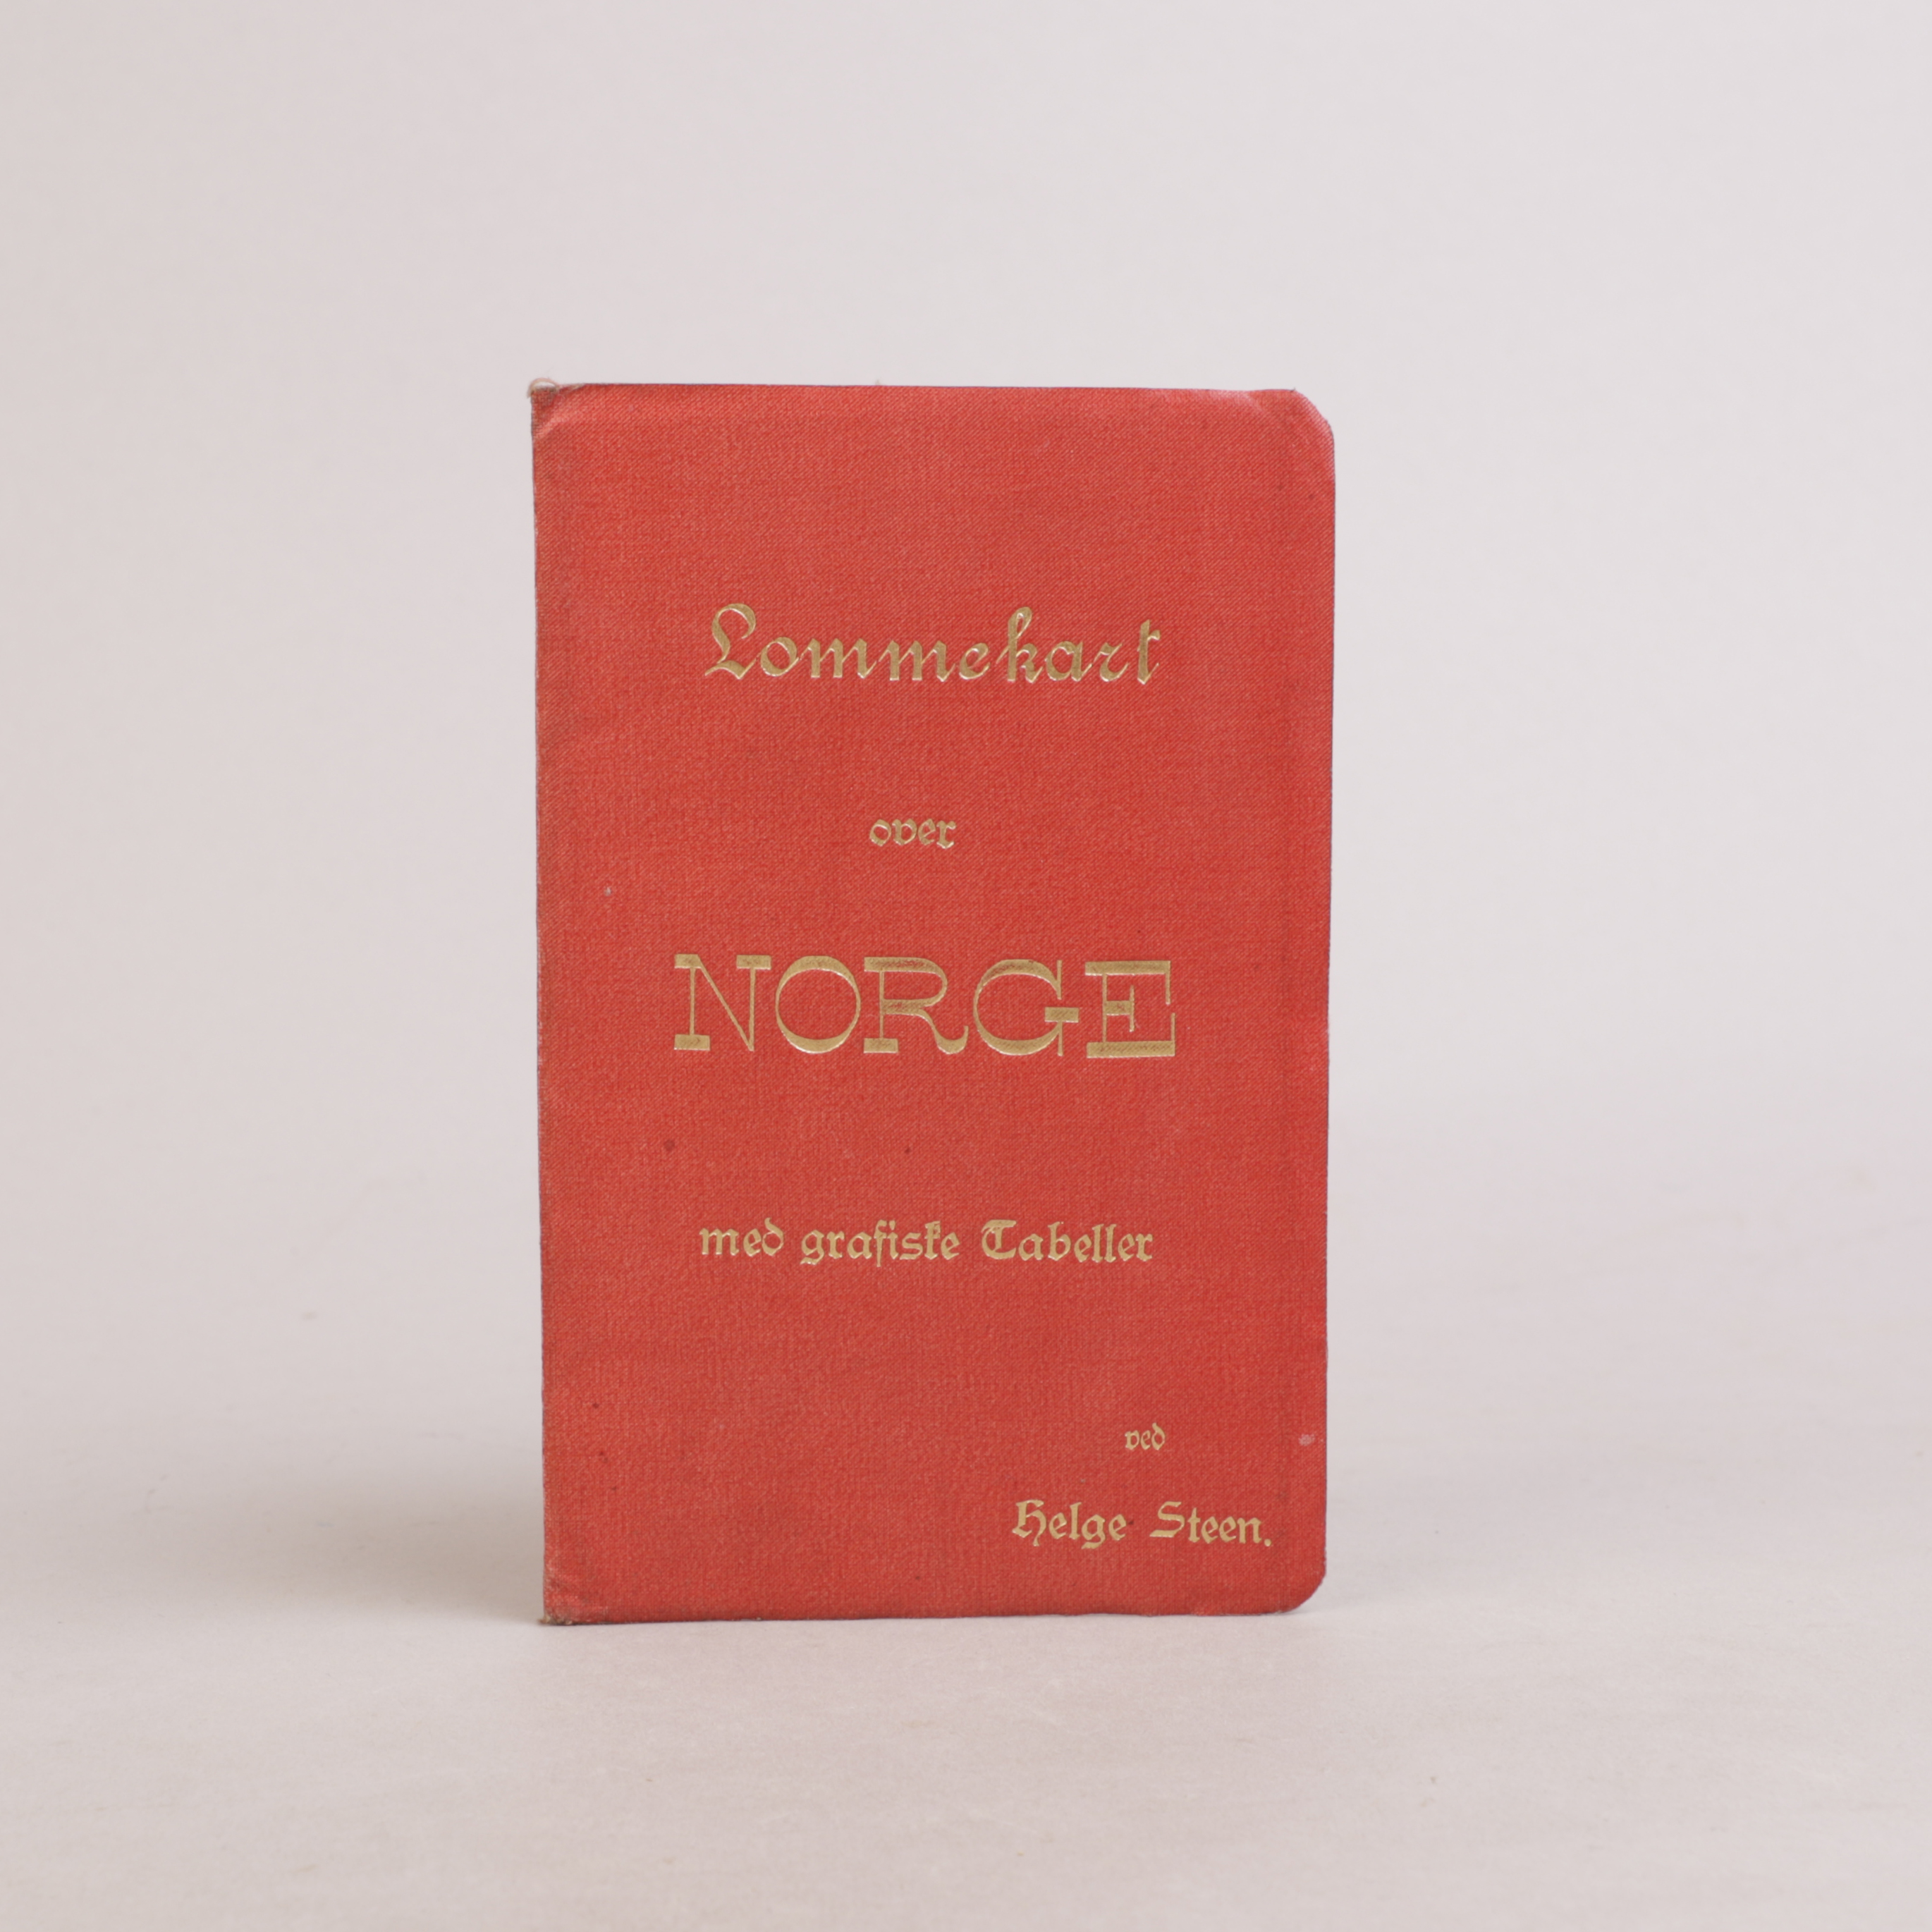 Lommekart
over
NORGE
med grafiske Tabeller
ved
Helge Steen.